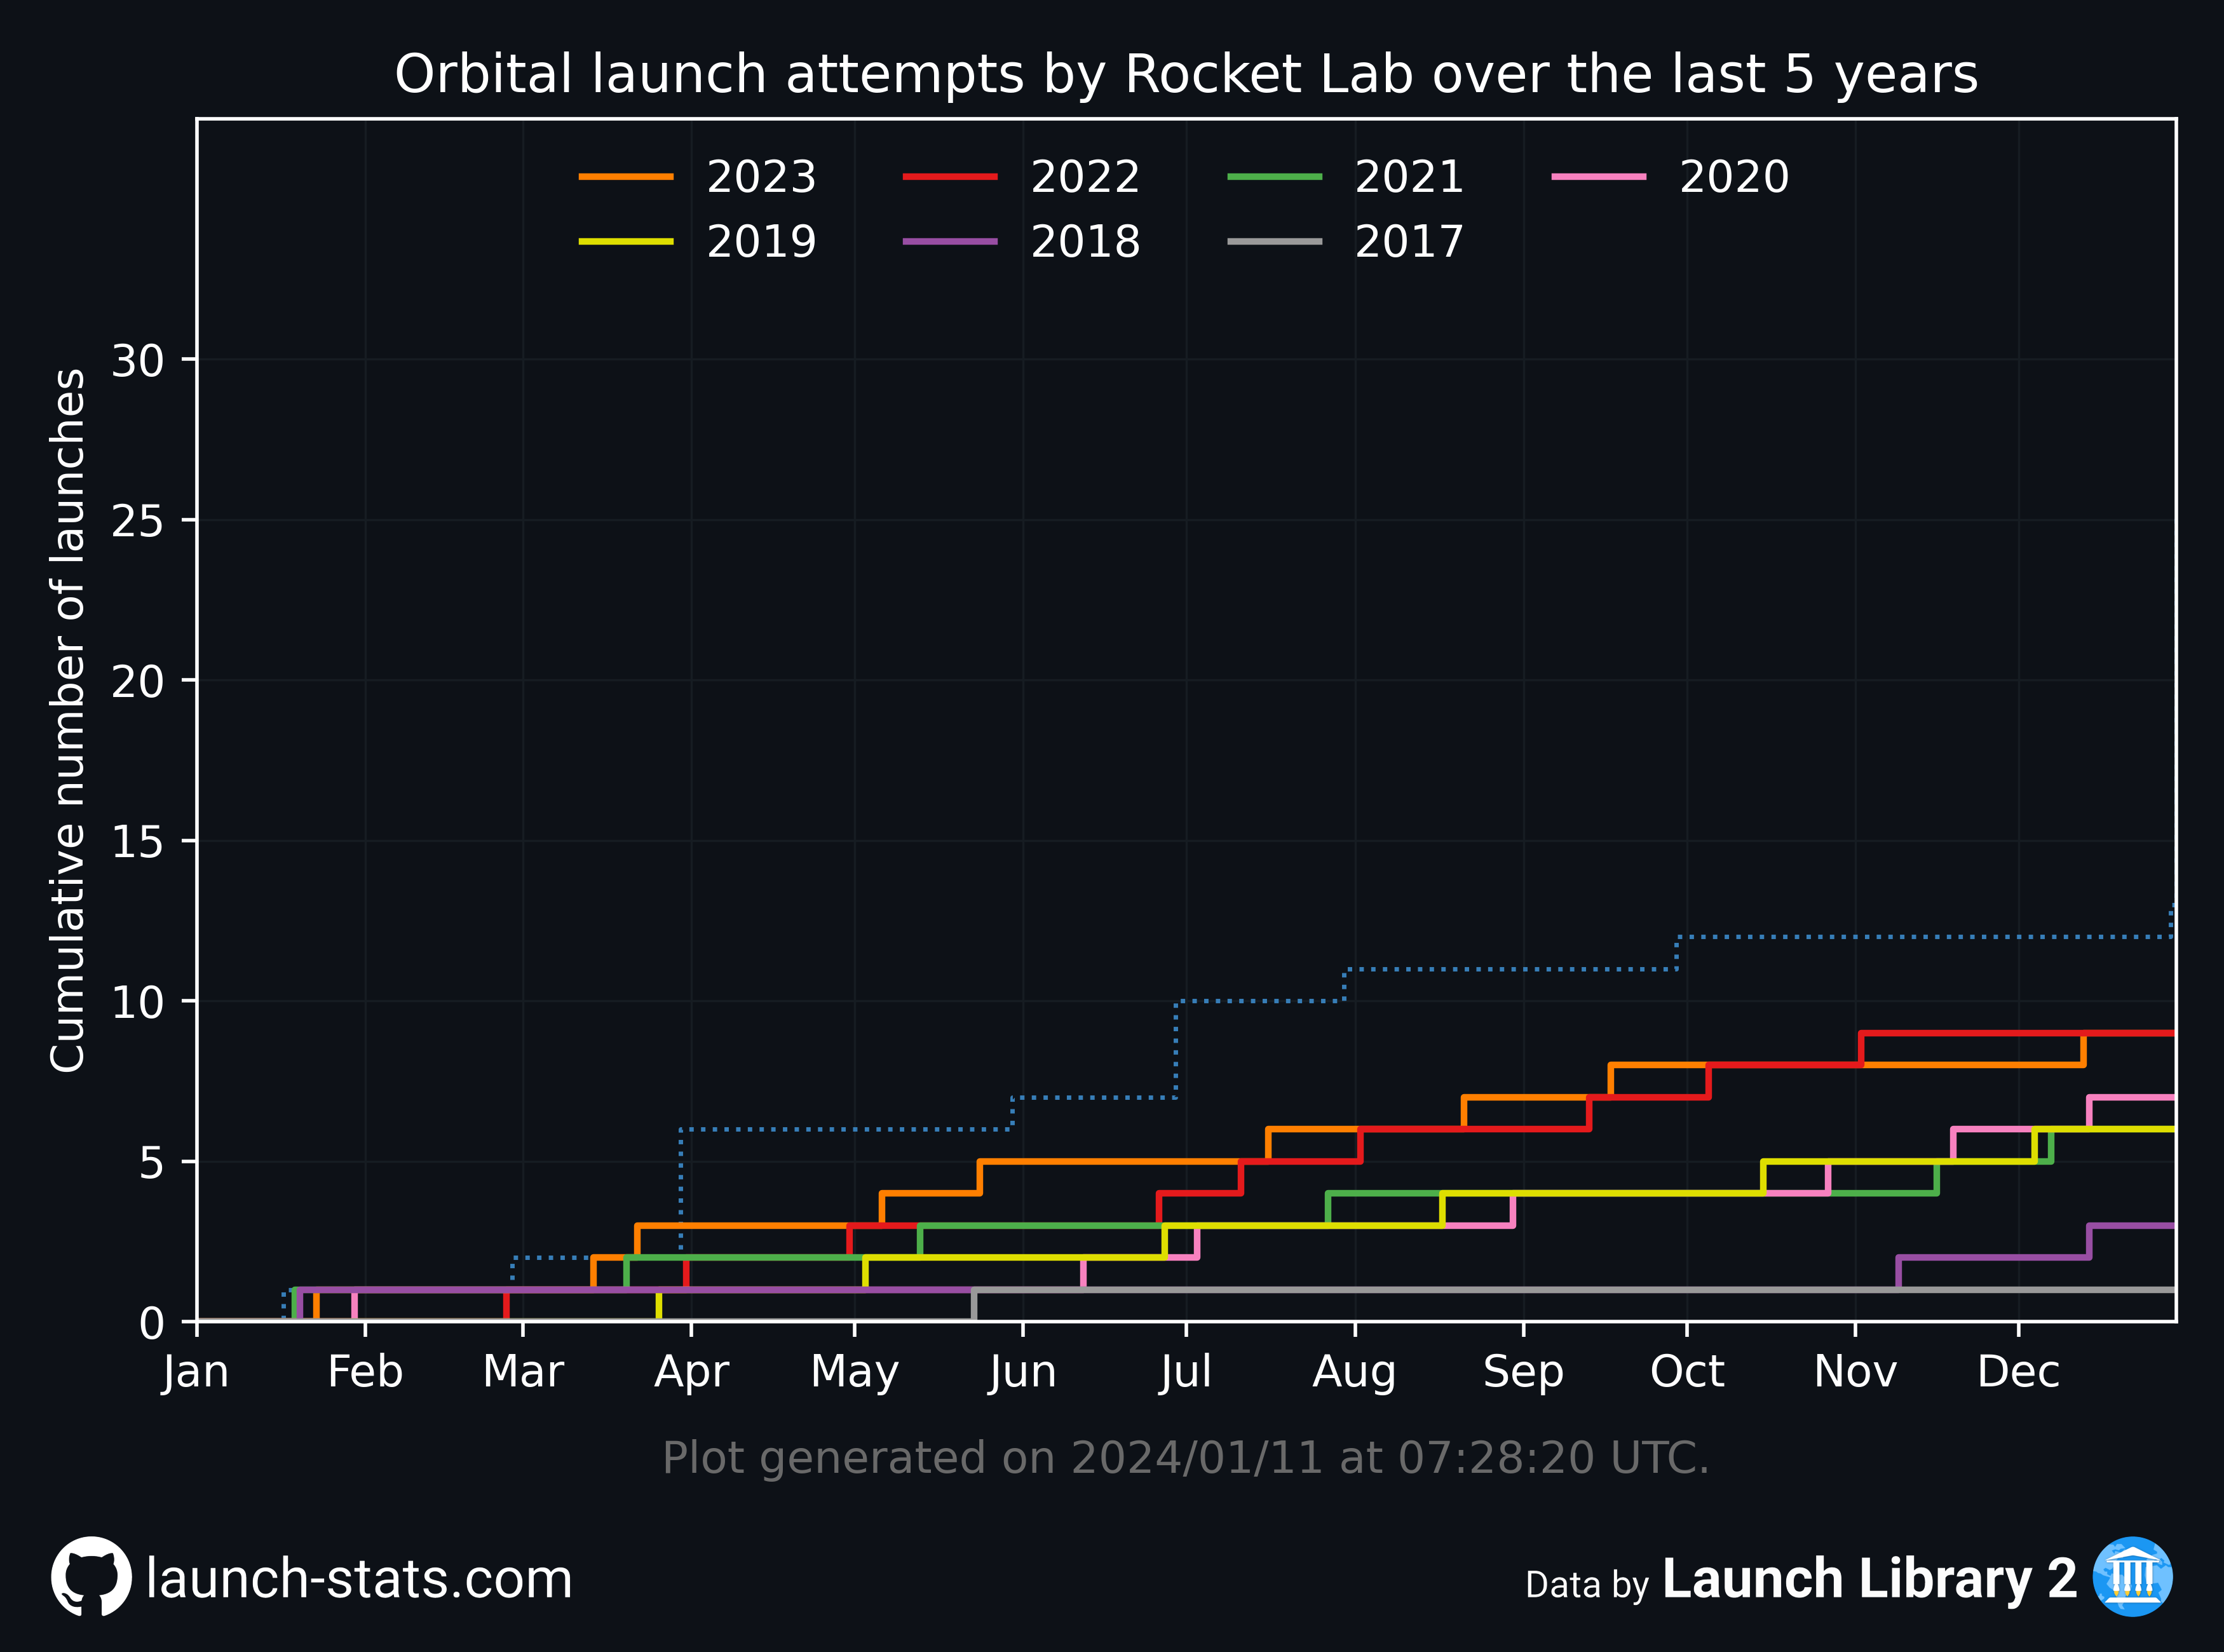 Orbital launch attempts by Rocket Lab over the last 5 years
2023 2022 2021 2020
2019 2018 2017
Cumulative number of launches
30
25
20
15
10
5
0
Jan Feb Mar Apr May Jun Jul Aug Sep Oct Nov Dec
Plot generated on 2024/01/11 at 07:28:20 UTC.
launch-stats.com
Data by Launch Library 2